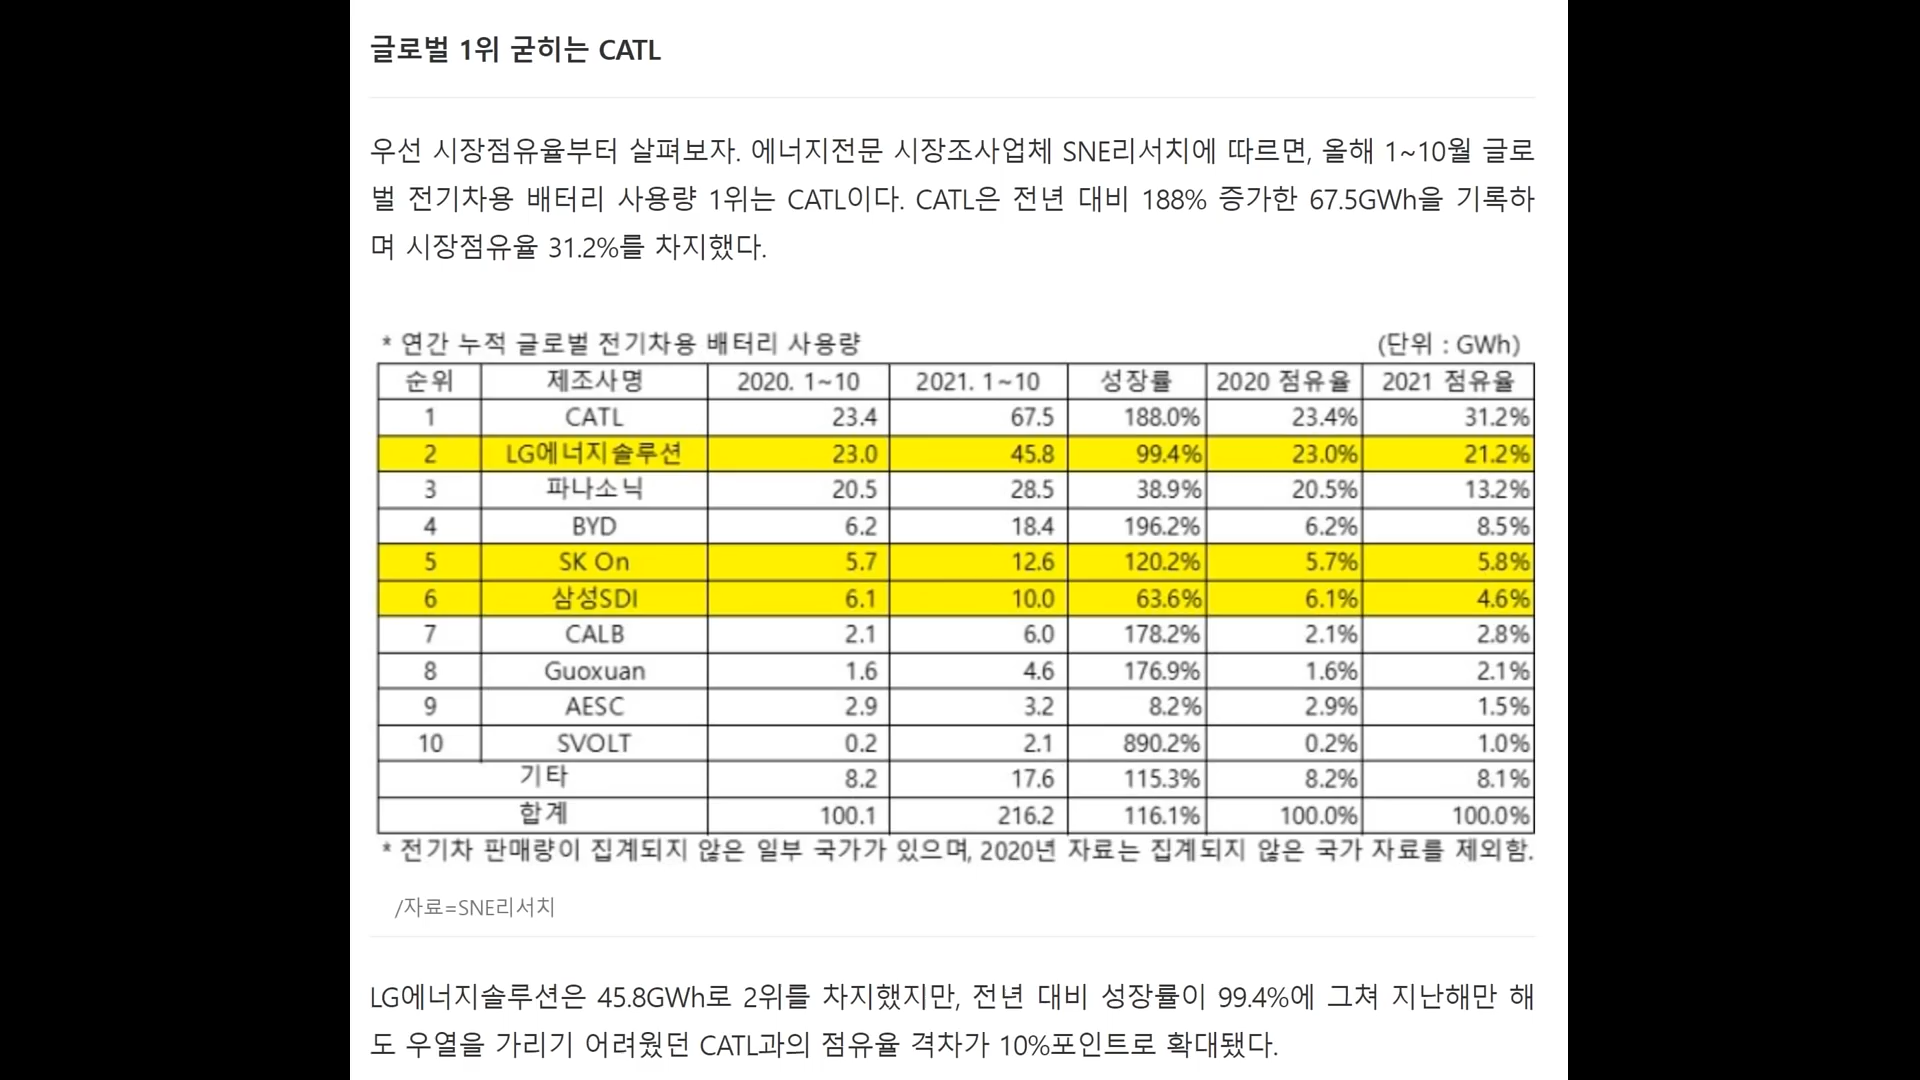 글로벌 1위 굳히는 CATL
우선 시장점유율부터 살펴보자. 에너지전문 시장조사업체 SNE리서치에 따르면, 올해 1~10월 글로
벌 전기차용 배터리 사용량 1위는 CATL이다. CATL은 전년 대비 188% 증가한 67.5GWh을 기록하
며 시장점유율 31.2%를 차지했다.
* 연간 누적 글로벌 전기차용 배터리 사용량 (단위 : GWh)
순위 제조사명 2020. 1~10 2021. 1~10 성장률 2020 점유율 2021 점유율
1 CATL 23.4 67.5 188.0% 23.4% 31.2%
2 LG에너지솔루션 23.0 45.8 99.4% 23.0% 21.2%
3 파나소닉 20.5 28.5 38.9% 20.5% 13.2%
4 BYD 6.2 18.4 196.2% 6.2% 8.5%
5 SK On 5.7 12.6 120.2% 5.7% 5.8%
6 삼성SDI 6.1 10.0 63.6% 6.1% 4.6%
7 CALB 2.1 6.0 178.2% 2.1% 2.8%
8 Guoxuan 1.6 4.6 176.9% 1.6% 2.1%
9 AESC 2.9 3.2 8.2% 2.9% 1.5%
10 SVOLT 0.2 2.1 890.2% 0.2% 1.0%
기타 8.2 17.6 115.3% 8.2% 8.1%
합계 100.1 216.2 116.1% 100.0% 100.0%
* 전기차 판매량이 집계되지 않은 일부 국가가 있으며, 2020년 자료는 집계되지 않은 국가 자료를 제외함.
/자료=SNE리서치
LG에너지솔루션은 45.8GWh로 2위를 차지했지만, 전년 대비 성장률이 99.4%에 그쳐 지난해만 해
도 우열을 가리기 어려웠던 CATL과의 점유율 격차가 10%포인트로 확대됐다.